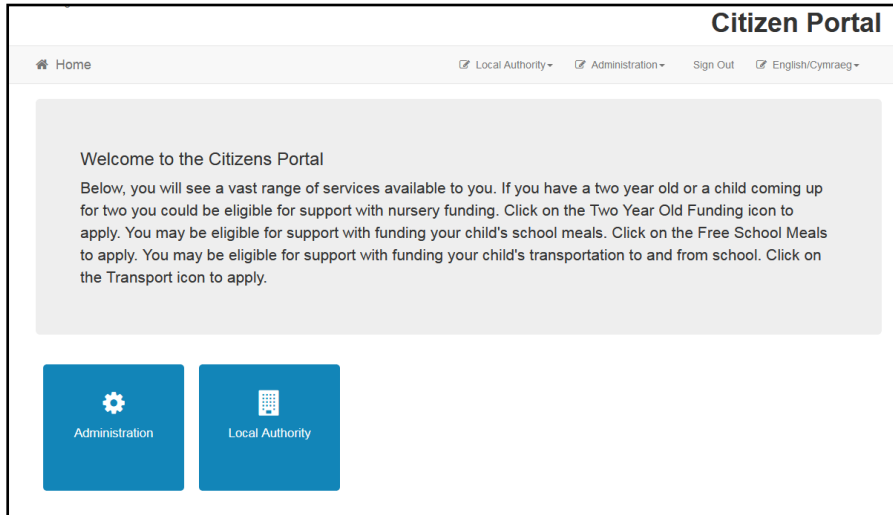 Citizen Portal
Home
Local Authority
Administration
Sign Out
English/Cymraeg
Welcome to the Citizens Portal
Below, you will see a vast range of services available to you. If you have a two year old or a child coming up
for two you could be eligible for support with nursery funding. Click on the Two Year Old Funding icon to
apply. You may be eligible for support with funding your child's school meals. Click on the Free School Meals
to apply. You may be eligible for support with funding your child's transportation to and from school. Click on
the Transport icon to apply.
Administration
Local Authority